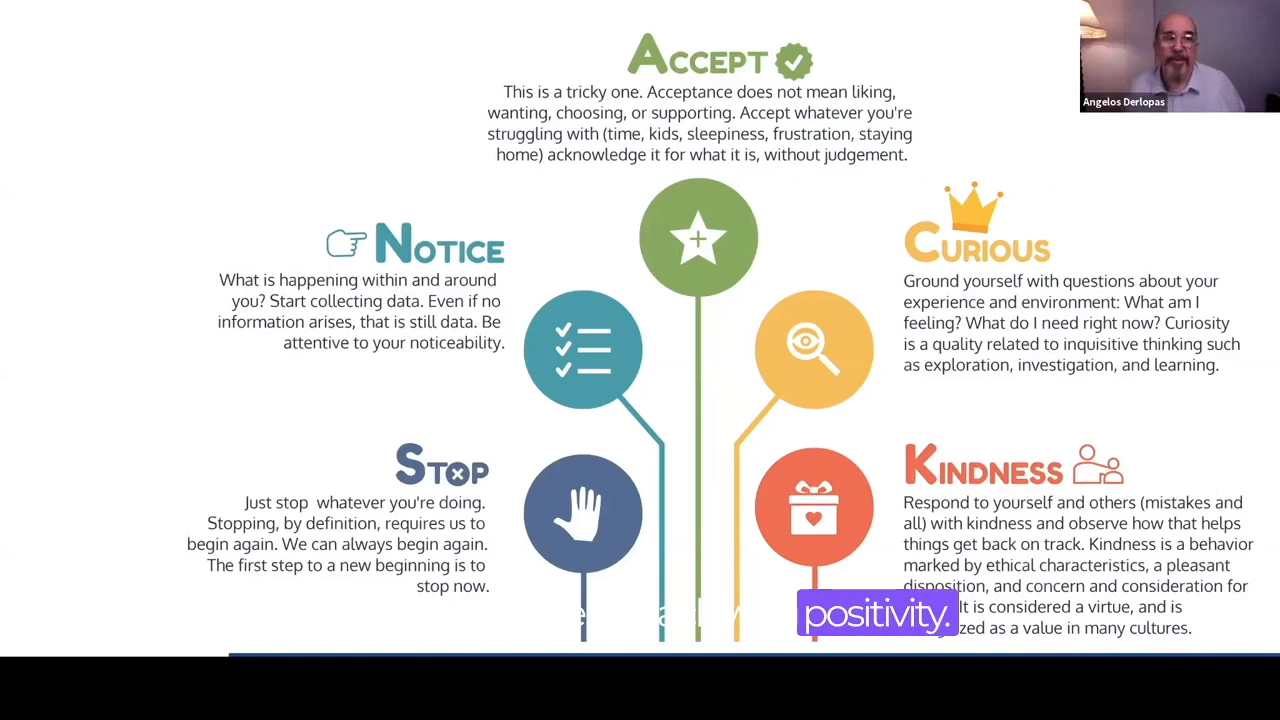 ACCEPT
This is a tricky one. Acceptance does not mean liking,
wanting, choosing, or supporting. Accept whatever you're
struggling with (time, kids, sleepiness, frustration, staying
home) acknowledge it for what it is, without judgement.
Angelos Derlopas
NOTICE
What is happening within and around
you? Start collecting data. Even if no
information arises, that is still data. Be
attentive to your noticeability.
CURIOUS
Ground yourself with questions about your
experience and environment: What am I
feeling? What do I need right now? Curiosity
is a quality related to inquisitive thinking such
as exploration, investigation, and learning.
STOP
Just stop whatever you're doing.
Stopping, by definition, requires us to
begin again. We can always begin again.
The first step to a new beginning is to
stop now.
KINDNESS
Respond to yourself and others (mistakes and
all) with kindness and observe how that helps
things get back on track. Kindness is a behavior
marked by ethical characteristics, a pleasant
disposition, and concern and consideration for
It is considered a virtue, and is
as a value in many cultures.
positivity.